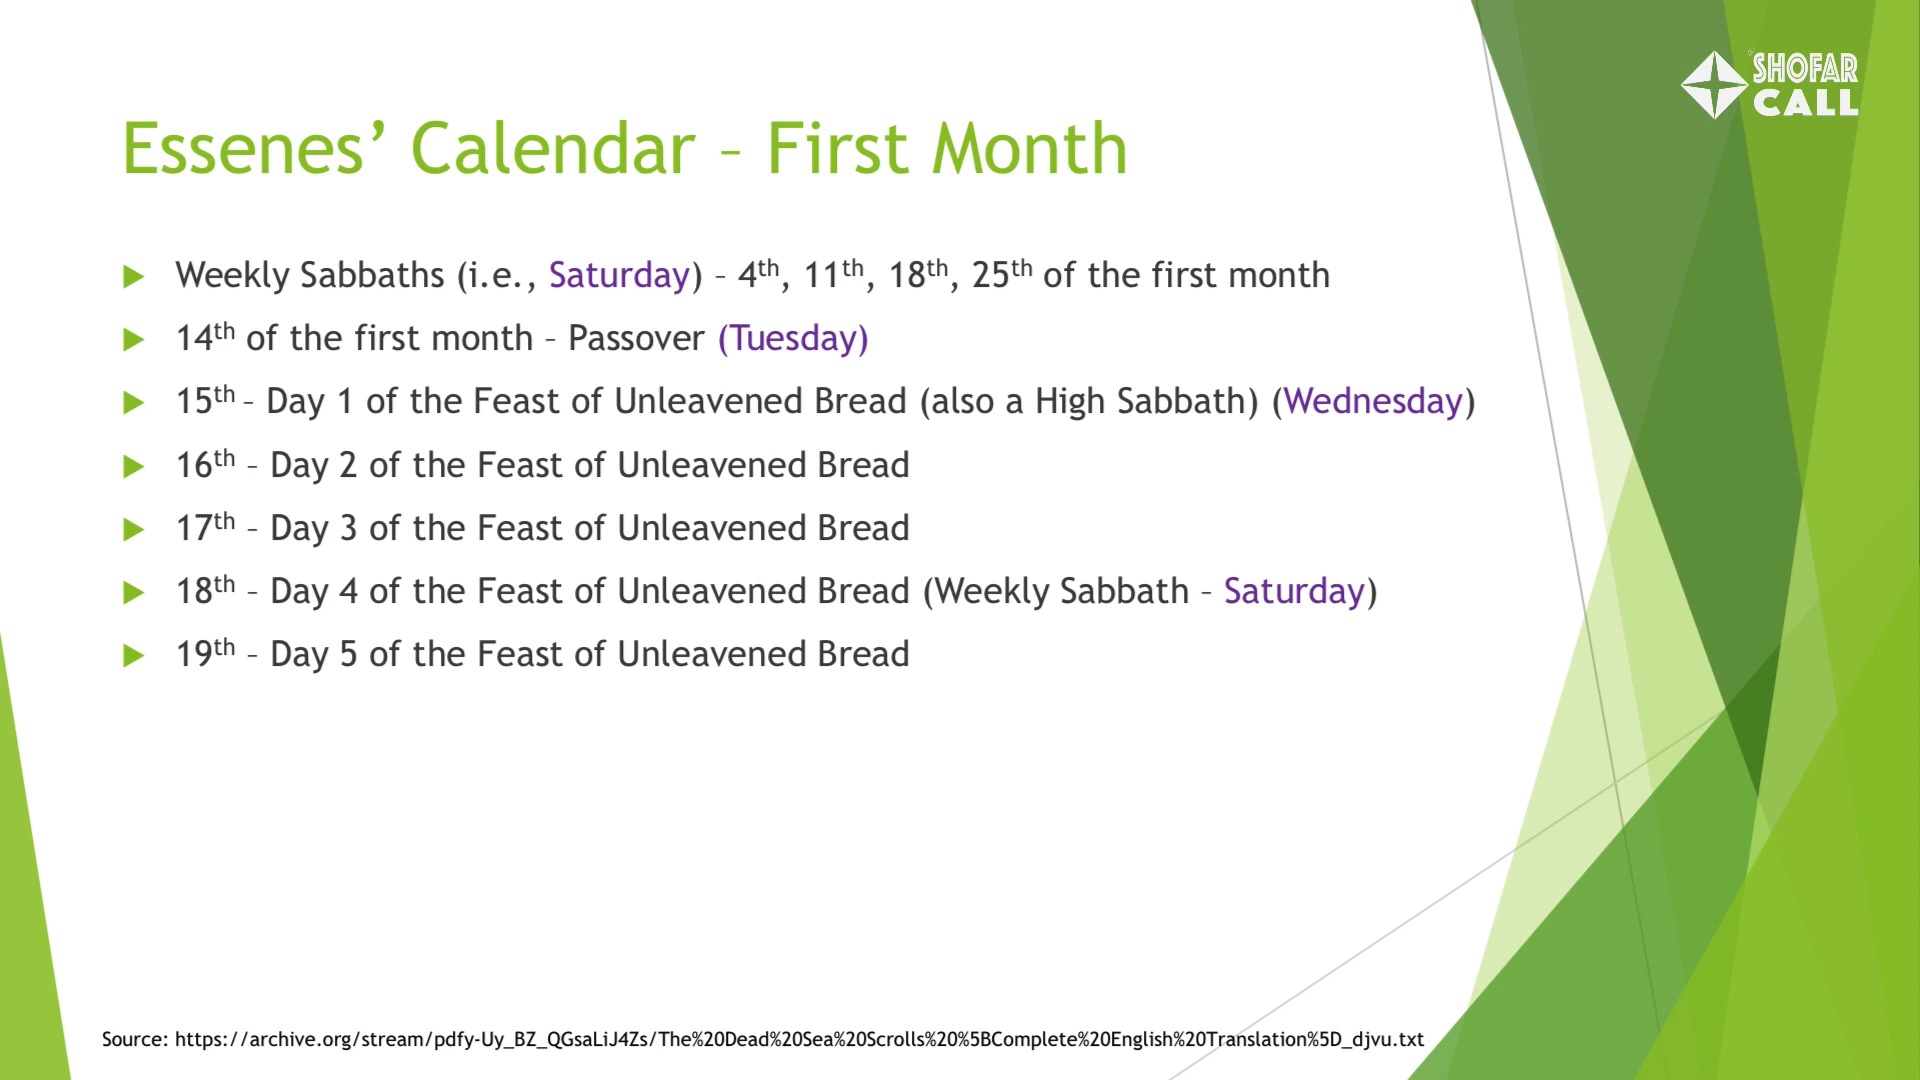 SHOFAR
CALL
Essenes’ Calendar – First Month
Weekly Sabbaths (i.e., Saturday) – 4th, 11th, 18th, 25th of the first month
14th of the first month – Passover (Tuesday)
15th – Day 1 of the Feast of Unleavened Bread (also a High Sabbath) (Wednesday)
16th – Day 2 of the Feast of Unleavened Bread
17th – Day 3 of the Feast of Unleavened Bread
18th – Day 4 of the Feast of Unleavened Bread (Weekly Sabbath – Saturday)
19th – Day 5 of the Feast of Unleavened Bread
Source: https://archive.org/stream/pdfy-Uy_BZ_QGsaLiJ4Zs/The%20Dead%20Sea%20Scrolls%20%5BComplete%20English%20Translation%5D_djvu.txt